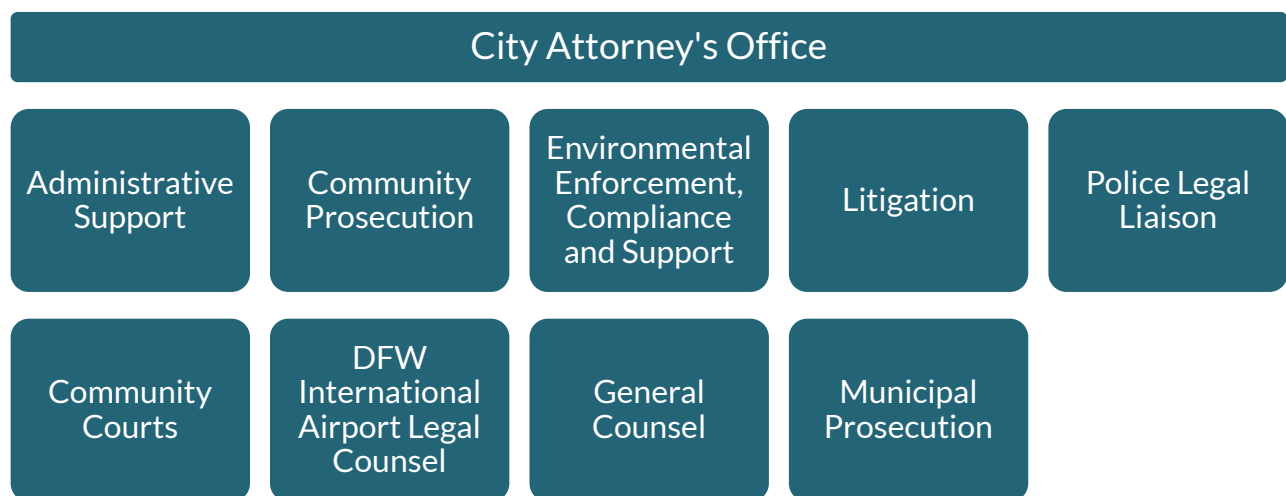 City Attorney's Office
Administrative
Support
Community
Prosecution
Environmental
Enforcement,
Compliance
and Support
Litigation
Police Legal
Liaison
Community
Courts
DFW
International
Airport Legal
Counsel
General
Counsel
Municipal
Prosecution